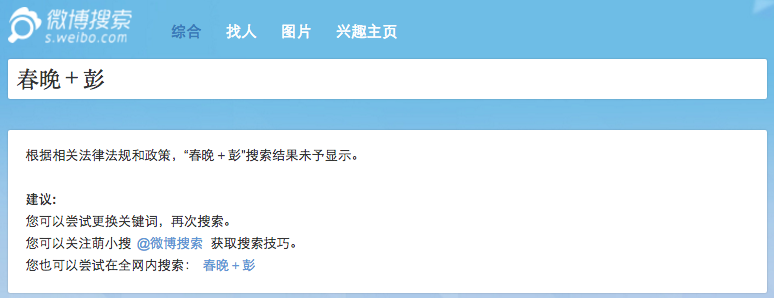 微博搜索
s.weibo.com
综合 找人 图片 兴趣主页
春晚＋彭
根据相关法律法规和政策，“春晚＋彭”搜索结果未予显示。
建议:
您可以尝试更换关键词，再次搜索。
您可以关注萌小搜 @微博搜索 获取搜索技巧。
您也可以尝试在全网内搜索： 春晚＋彭